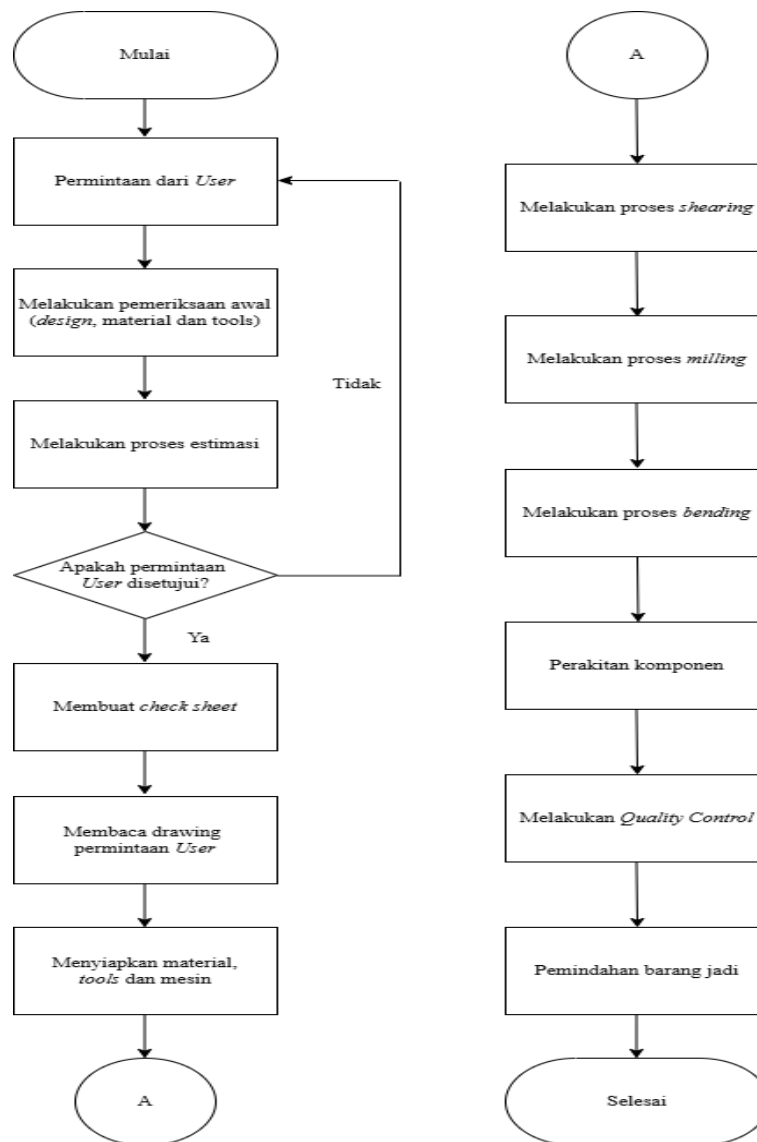 Mulai
Permintaan dari User
Melakukan pemeriksaan awal
(design, material dan tools)
Melakukan proses estimasi
Apakah permintaan
User disetujui?
Tidak
Ya
Membuat check sheet
Membaca drawing
permintaan User
Menyiapkan material,
tools dan mesin
A
A
Melakukan proses shearing
Melakukan proses milling
Melakukan proses bending
Perakitan komponen
Melakukan Quality Control
Pemindahan barang jadi
Selesai